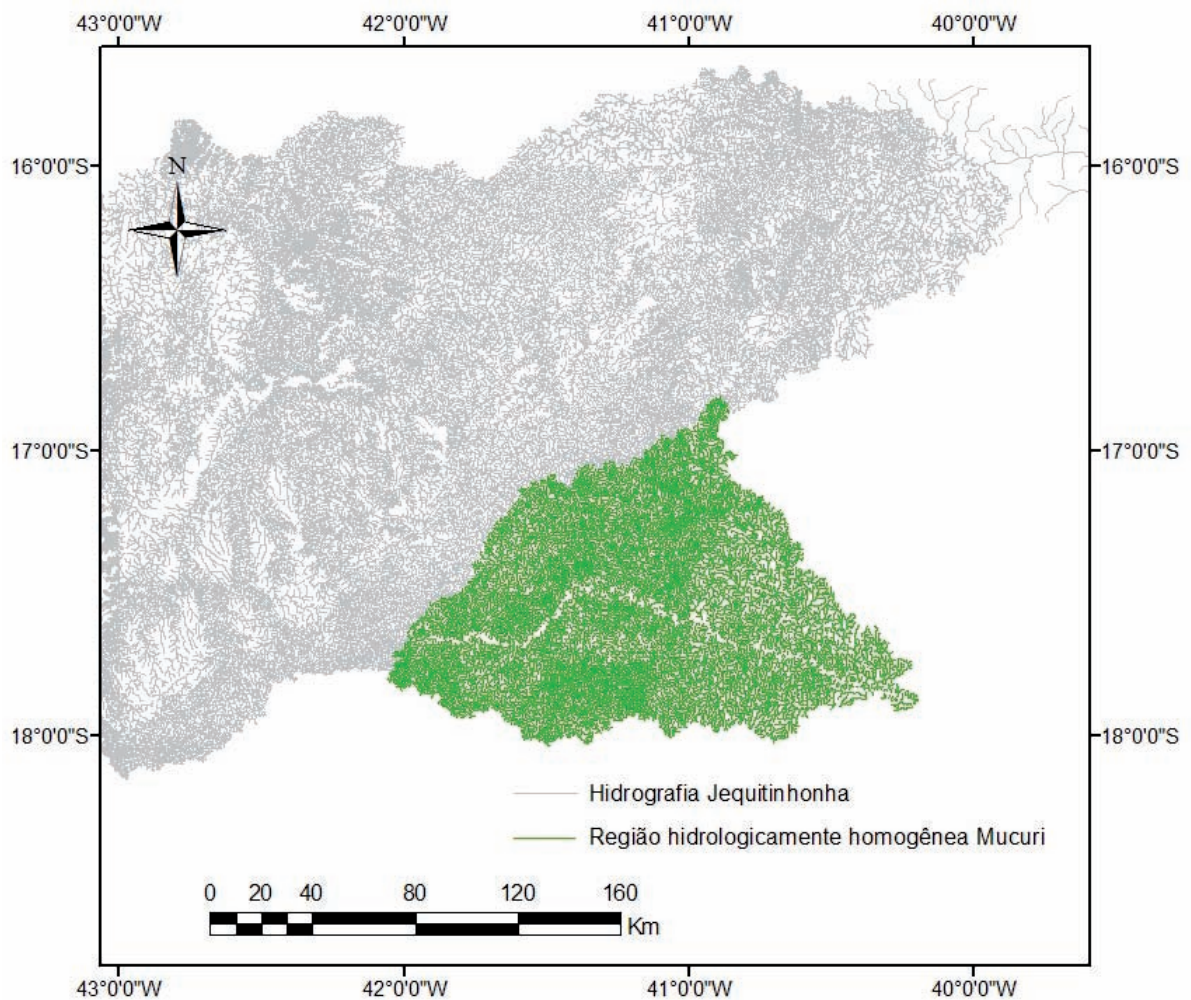 43°0'0"W 42°0'0"W 41°0'0"W 40°0'0"W
16°0'0"S 16°0'0"S
N
17°0'0"S 17°0'0"S
18°0'0"S 18°0'0"S
Hidrografia Jequitinhonha
Região hidrologicamente homogênea Mucuri
0 20 40 80 120 160
Km
43°0'0"W 42°0'0"W 41°0'0"W 40°0'0"W